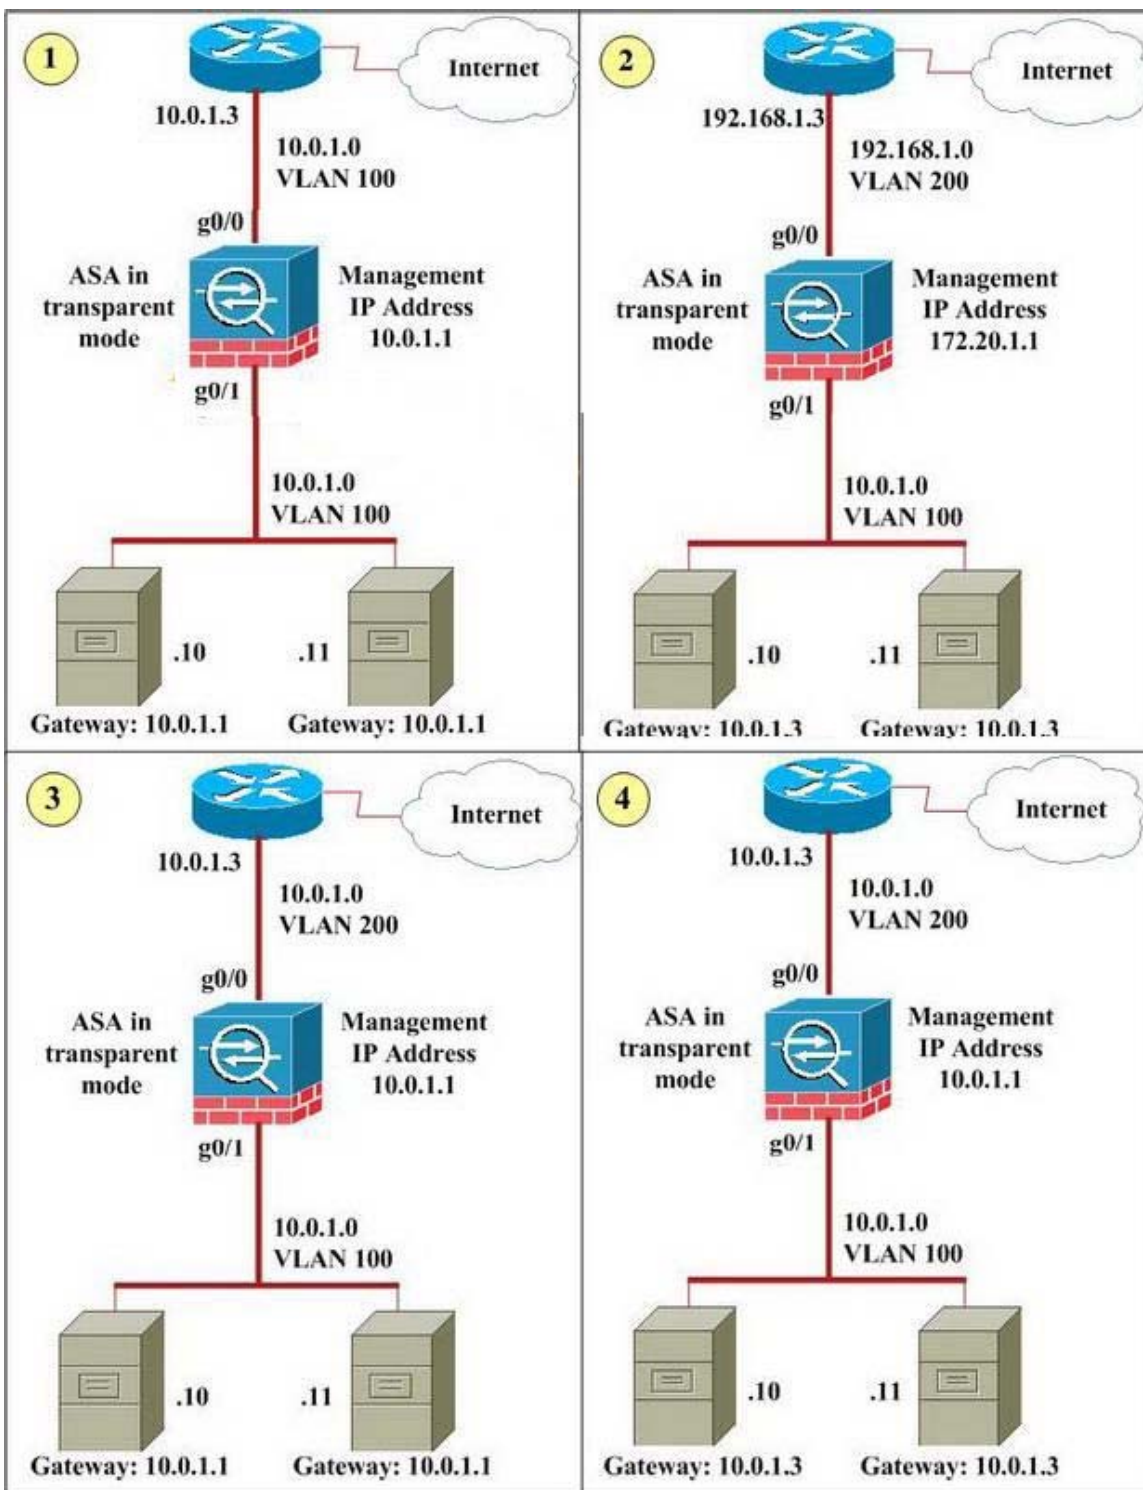 1
Internet
10.0.1.3
10.0.1.0
VLAN 100
g0/0
ASA in
transparent
mode
Management
IP Address
10.0.1.1
g0/1
10.0.1.0
VLAN 100
.10
.11
Gateway: 10.0.1.1
Gateway: 10.0.1.1
2
Internet
192.168.1.3
192.168.1.0
VLAN 200
g0/0
ASA in
transparent
mode
Management
IP Address
172.20.1.1
g0/1
10.0.1.0
VLAN 100
.10
.11
Gateway: 10.0.1.3
Gateway: 10.0.1.3
3
Internet
10.0.1.3
10.0.1.0
VLAN 200
g0/0
ASA in
transparent
mode
Management
IP Address
10.0.1.1
g0/1
10.0.1.0
VLAN 100
.10
.11
Gateway: 10.0.1.1
Gateway: 10.0.1.1
4
Internet
10.0.1.3
10.0.1.0
VLAN 200
g0/0
ASA in
transparent
mode
Management
IP Address
10.0.1.1
g0/1
10.0.1.0
VLAN 100
.10
.11
Gateway: 10.0.1.3
Gateway: 10.0.1.3